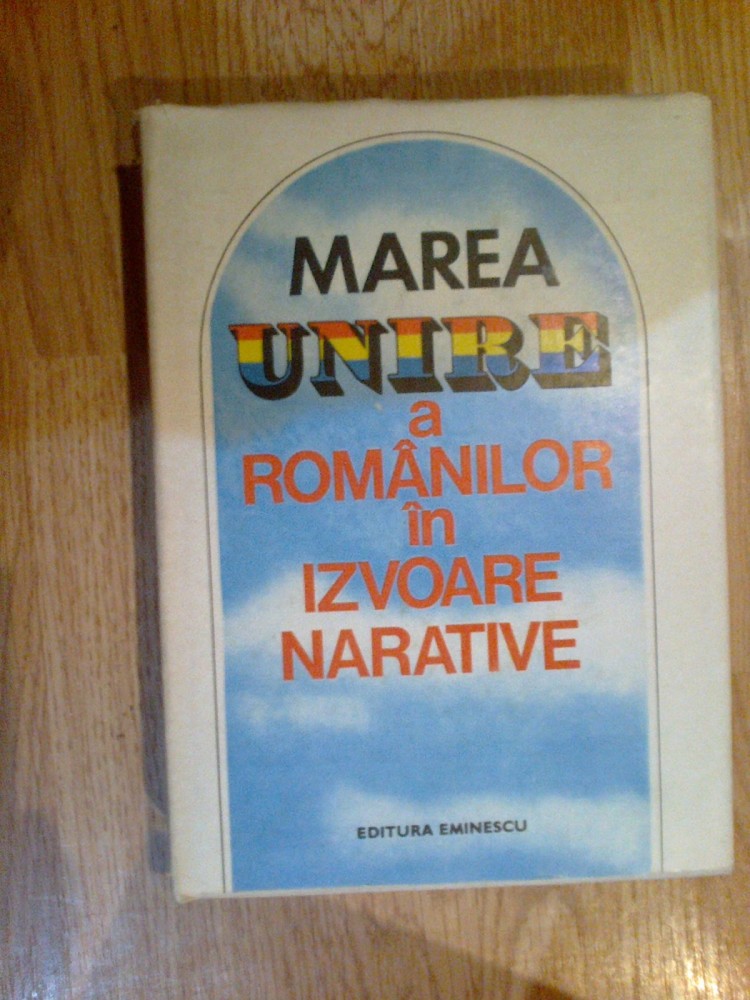 MAREA
UNIRE
a
ROMÂNILOR
în
IZVOARE
NARATIVE
EDITURA EMINESCU